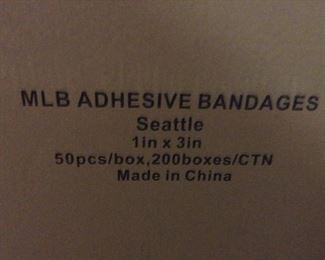 MLB ADHESIVE BANDAGES
Seattle
1in x 3in
50pcs/box,200boxes/CTN
Made in China